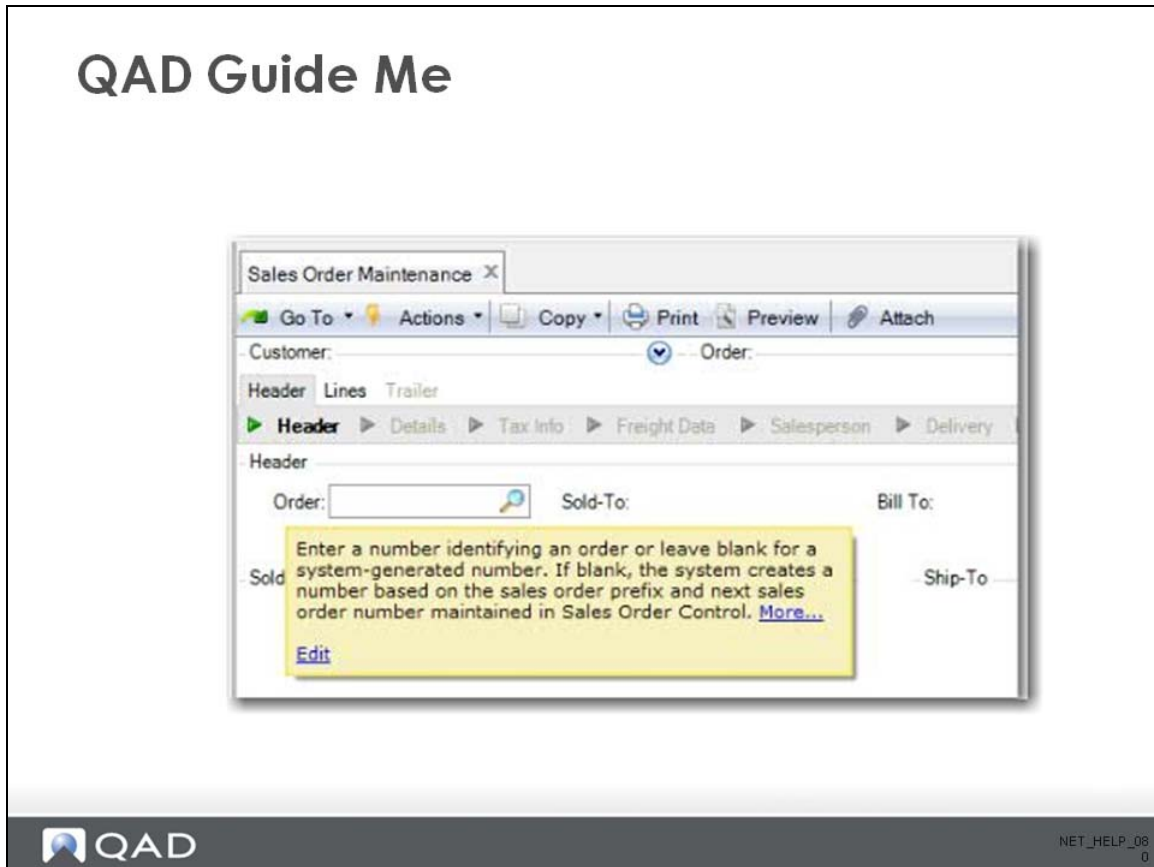 QAD Guide Me
Sales Order Maintenance X
Go To Actions Copy Print Preview Attach
Customer: Order:
Header Lines Trailer
Header Details Tax Info Freight Data Salesperson Delivery
Header
Order: Sold-To: Bill To:
Enter a number identifying an order or leave blank for a
Sold system-generated number. If blank, the system creates a Ship-To
number based on the sales order prefix and next sales
order number maintained in Sales Order Control. More...
Edit
QAD
NET_HELP_08
0